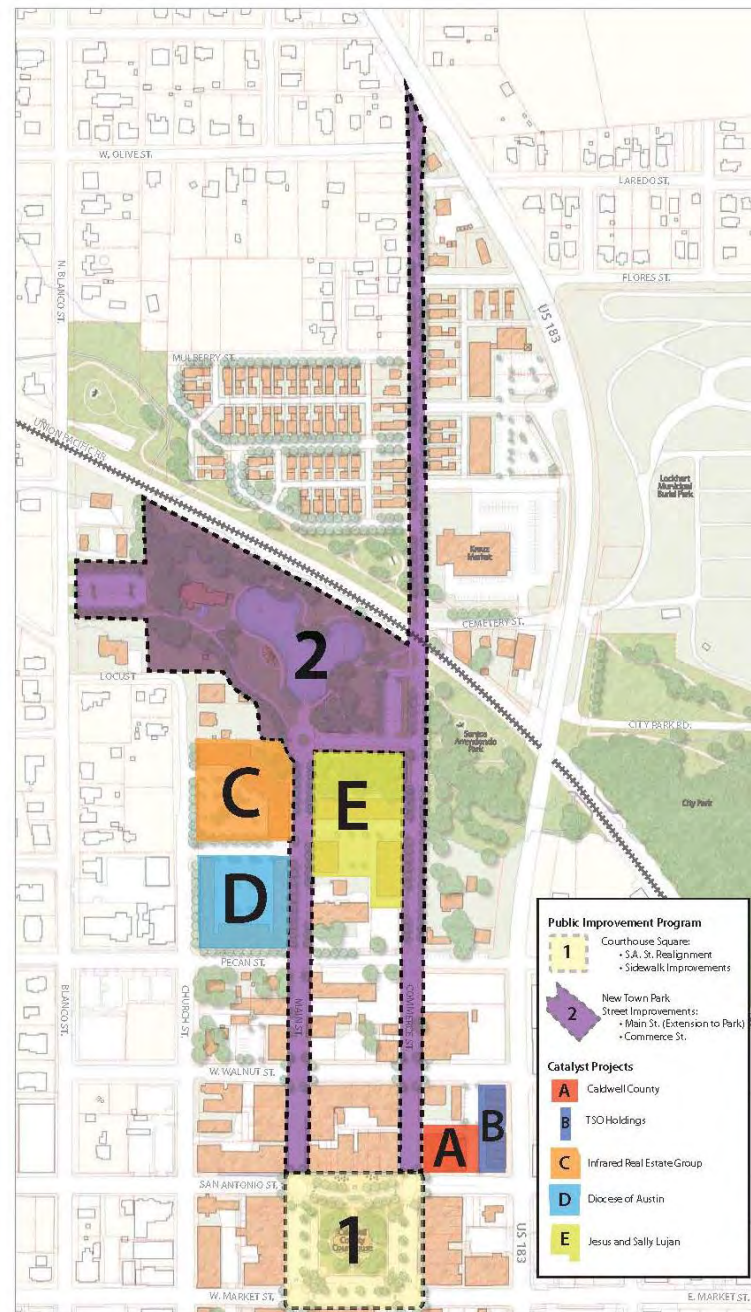 W. OLIVE ST.
LAREDO ST.
N. BLANCO ST.
FLORES ST.
US 183
MULBERRY ST.
UNION PACIFIC RR
Lockhart
Municipal
Burial Park
Kreuz
Market
CEMETERY ST.
2
LOCUST
CITY PARK RD.
City Park
C
E
D
PECAN ST.
BLANCO ST.
CHURCH ST.
MAIN ST.
COMMERCE ST.
W. WALNUT ST.
A
B
SAN ANTONIO ST.
1
US 183
W. MARKET ST.
E. MARKET ST.
Public Improvement Program
1
Courthouse Square:
• S.A. St. Realignment
• Sidewalk Improvements
2
New Town Park
Street Improvements:
• Main St. (Extension to Park)
• Commerce St.
Catalyst Projects
A Caldwell County
B TSO Holdings
C Infrared Real Estate Group
D Diocese of Austin
E Jesus and Sally Lujan